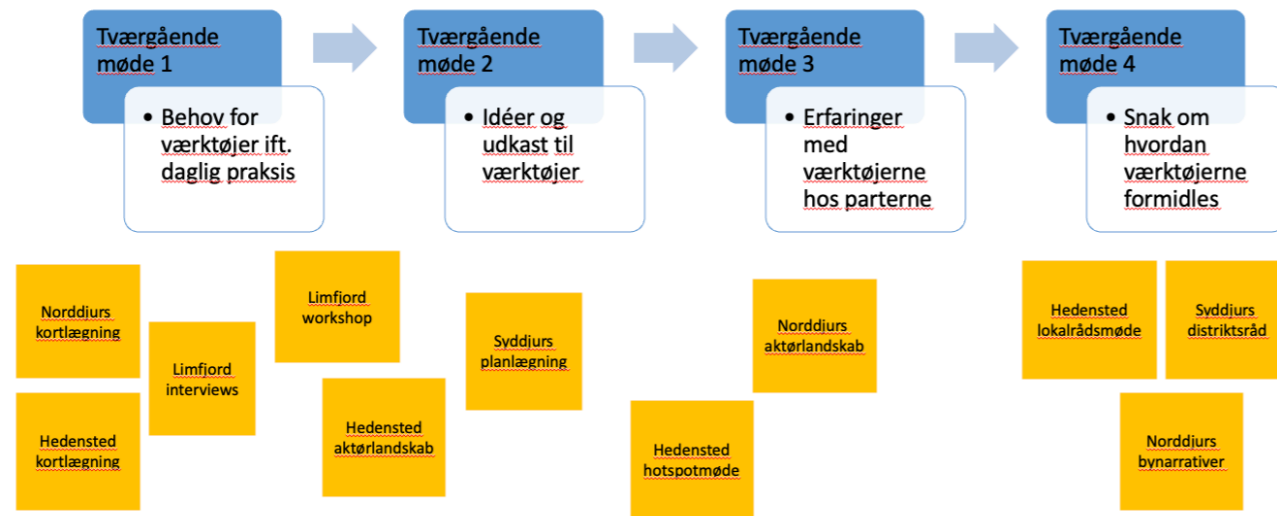 Tværgående
møde 1
• Behov for
værktøjer ift.
daglig praksis
Tværgående
møde 2
• Idéer og
udkast til
værktøjer
Tværgående
møde 3
• Erfaringer
med
værktøjerne
hos parterne
Tværgående
møde 4
• Snak om
hvordan
værktøjerne
formidles
Norddjurs
kortlægning
Hedensted
kortlægning
Limfjord
interviews
Limfjord
workshop
Hedensted
aktørlandskab
Syddjurs
planlægning
Hedensted
hotspotmøde
Norddjurs
aktørlandskab
Hedensted
lokalrådsmøde
Syddjurs
distriktsråd
Norddjurs
bynarrativer